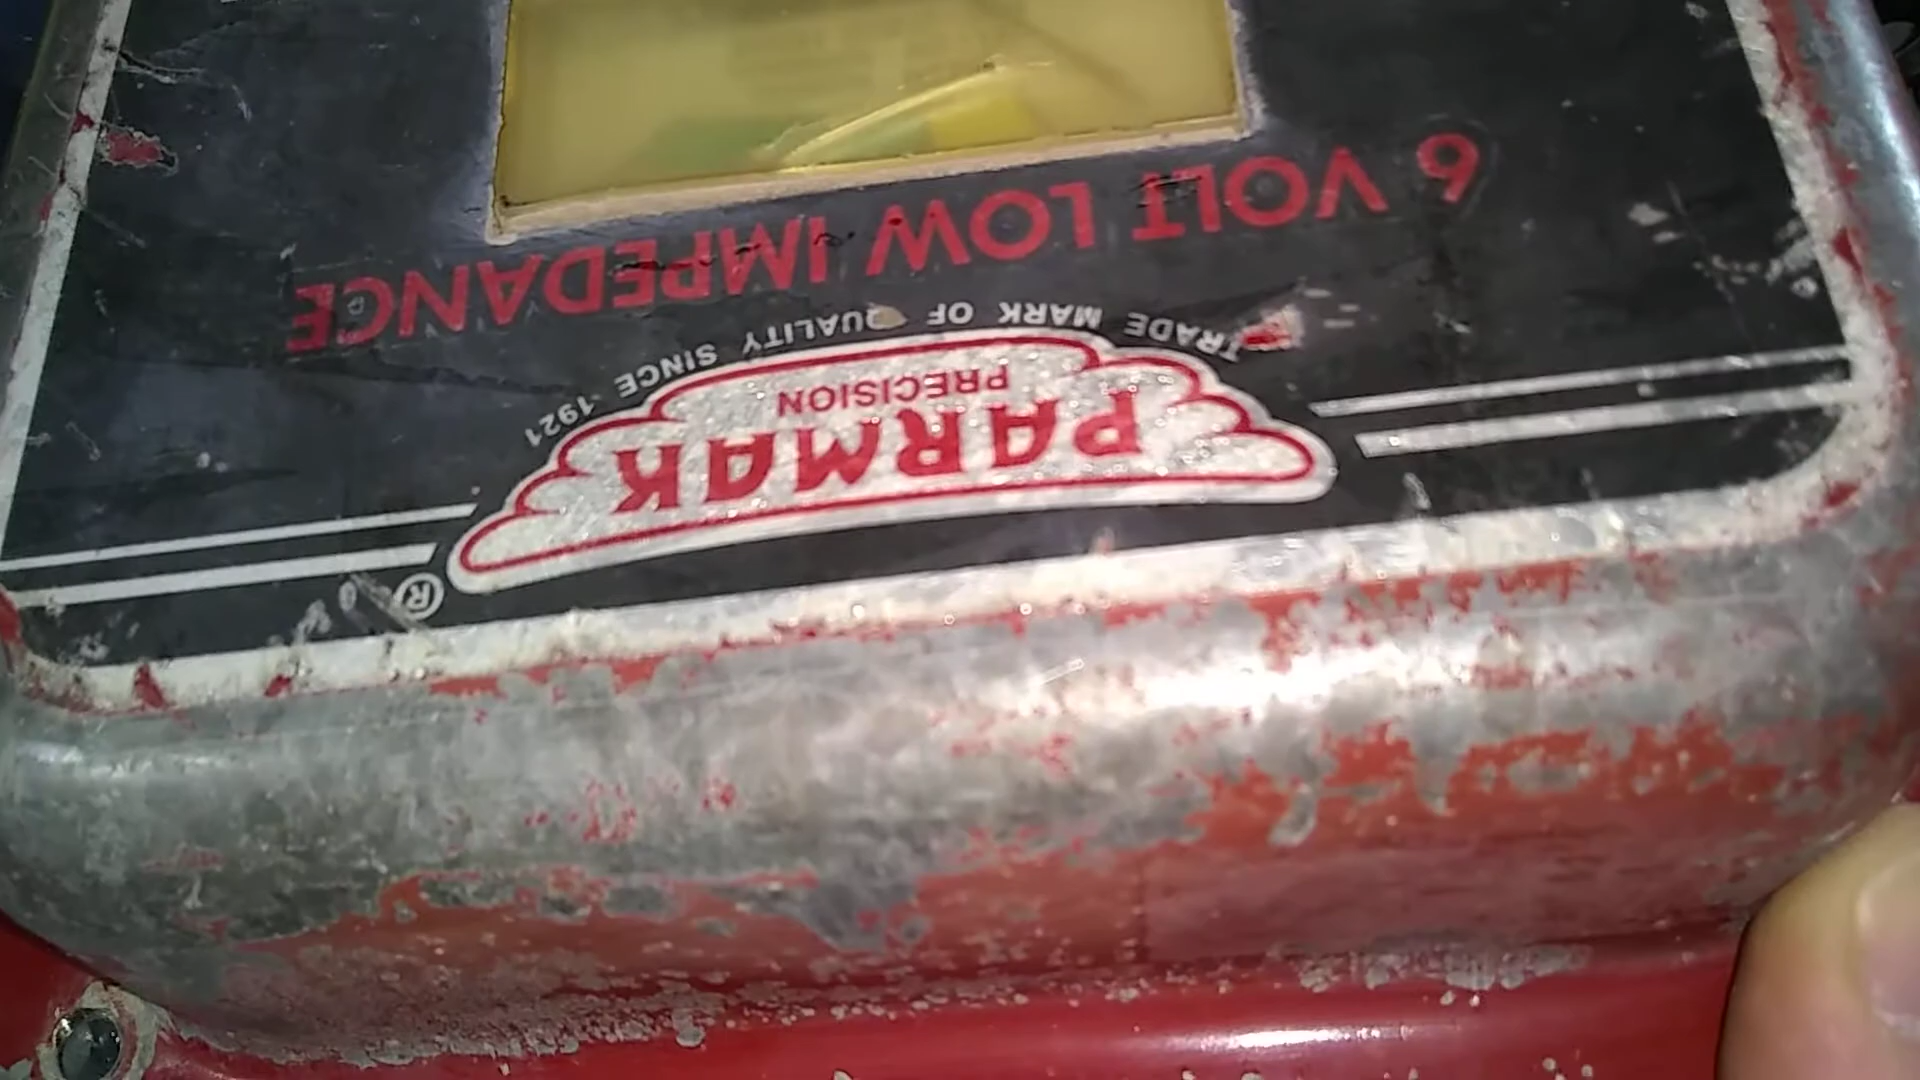 PARMAK
PRECISION
TRADE MARK OF QUALITY SINCE 1921
6 VOLT LOW IMPEDANCE
®